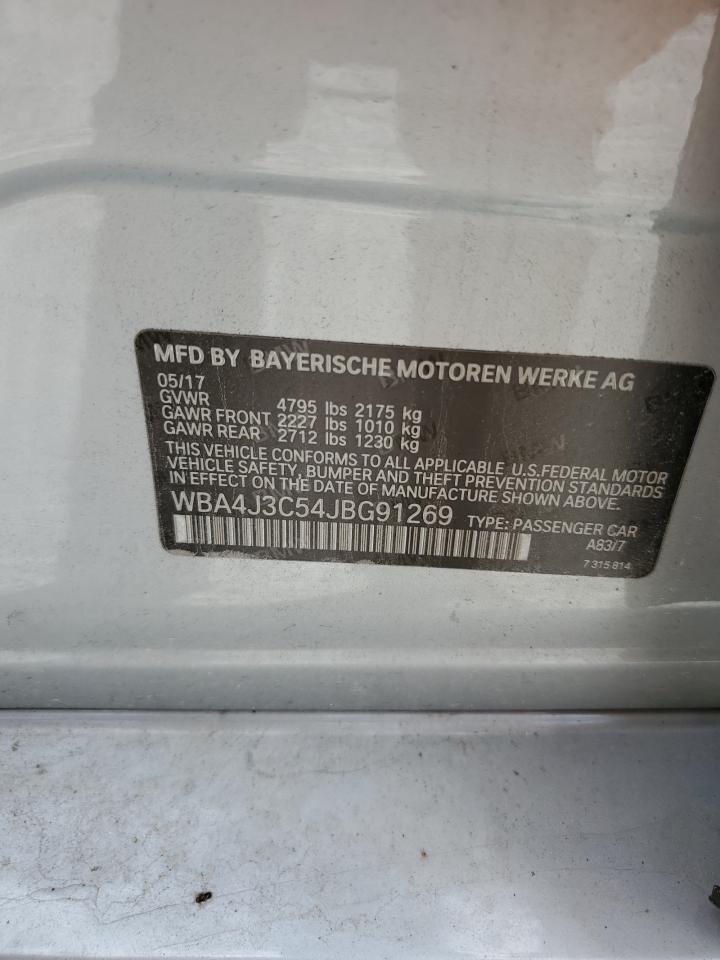 MFD BY BAYERISCHE MOTOREN WERKE AG
05/17
GVWR 4795 lbs 2175 kg
GAWR FRONT 2227 lbs 1010 kg
GAWR REAR 2712 lbs 1230 kg
THIS VEHICLE CONFORMS TO ALL APPLICABLE U.S.FEDERAL MOTOR
VEHICLE SAFETY, BUMPER AND THEFT PREVENTION STANDARDS
IN EFFECT ON THE DATE OF MANUFACTURE SHOWN ABOVE.
WBA4J3C54JBG91269 TYPE: PASSENGER CAR
A83/7
7 315 814